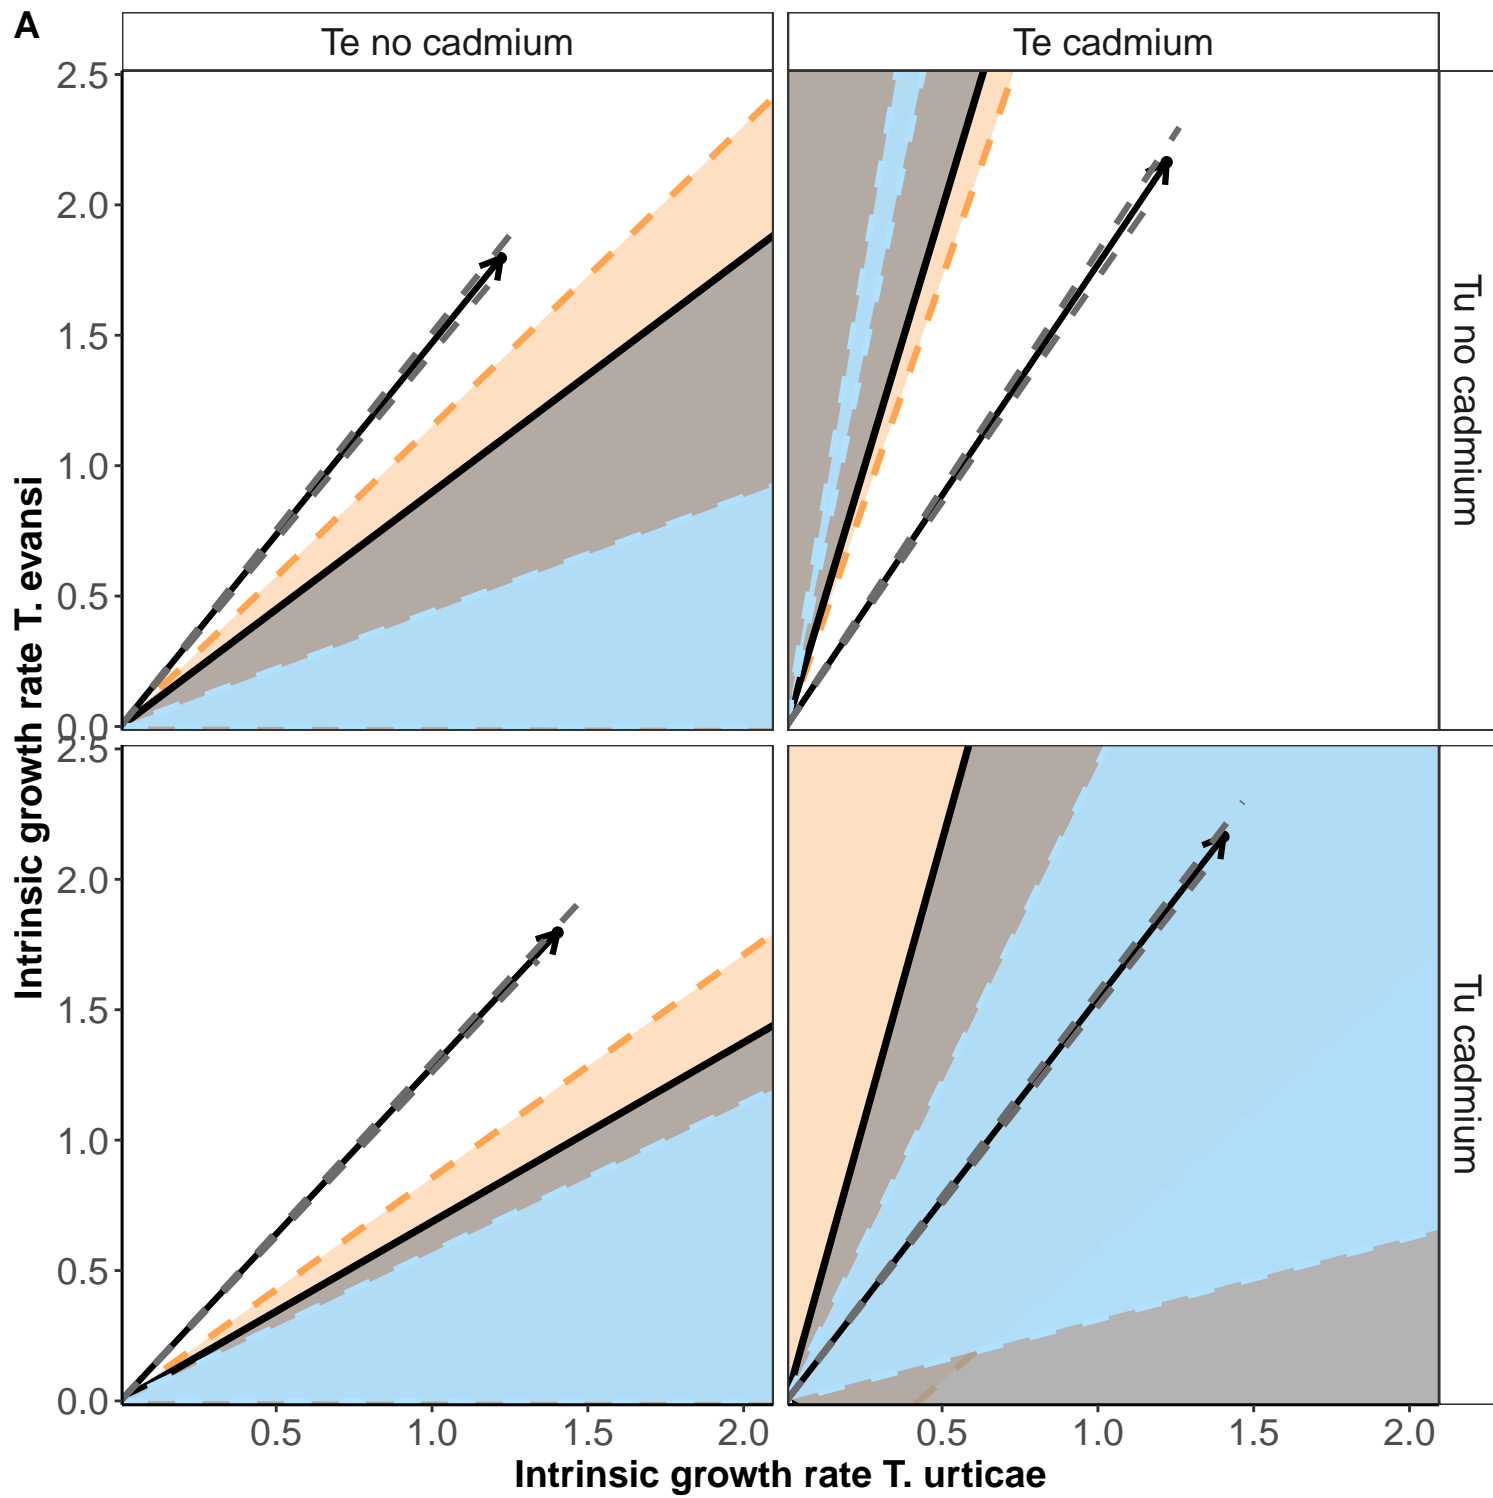 A
Te no cadmium
Te cadmium
2.5
2.0
1.5
1.0
0.5
0.0
Tu no cadmium
Intrinsic growth rate T. evansi
2.5
2.0
1.5
1.0
0.5
0.0
Tu cadmium
0.5 1.0 1.5 2.0 0.5 1.0 1.5 2.0
Intrinsic growth rate T. urticae